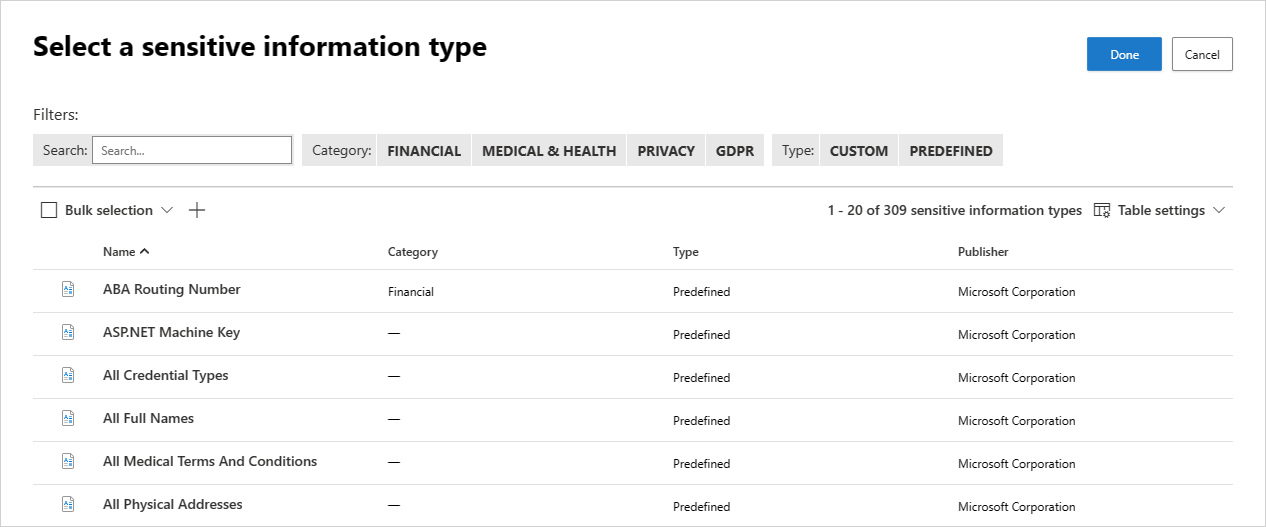 Select a sensitive information type
Done Cancel
Filters:
Search: Search... Category: FINANCIAL MEDICAL & HEALTH PRIVACY GDPR Type: CUSTOM PREDEFINED
Bulk selection 1 - 20 of 309 sensitive information types Table settings
Name Category Type Publisher
ABA Routing Number Financial Predefined Microsoft Corporation
ASP.NET Machine Key — Predefined Microsoft Corporation
All Credential Types — Predefined Microsoft Corporation
All Full Names — Predefined Microsoft Corporation
All Medical Terms And Conditions — Predefined Microsoft Corporation
All Physical Addresses — Predefined Microsoft Corporation